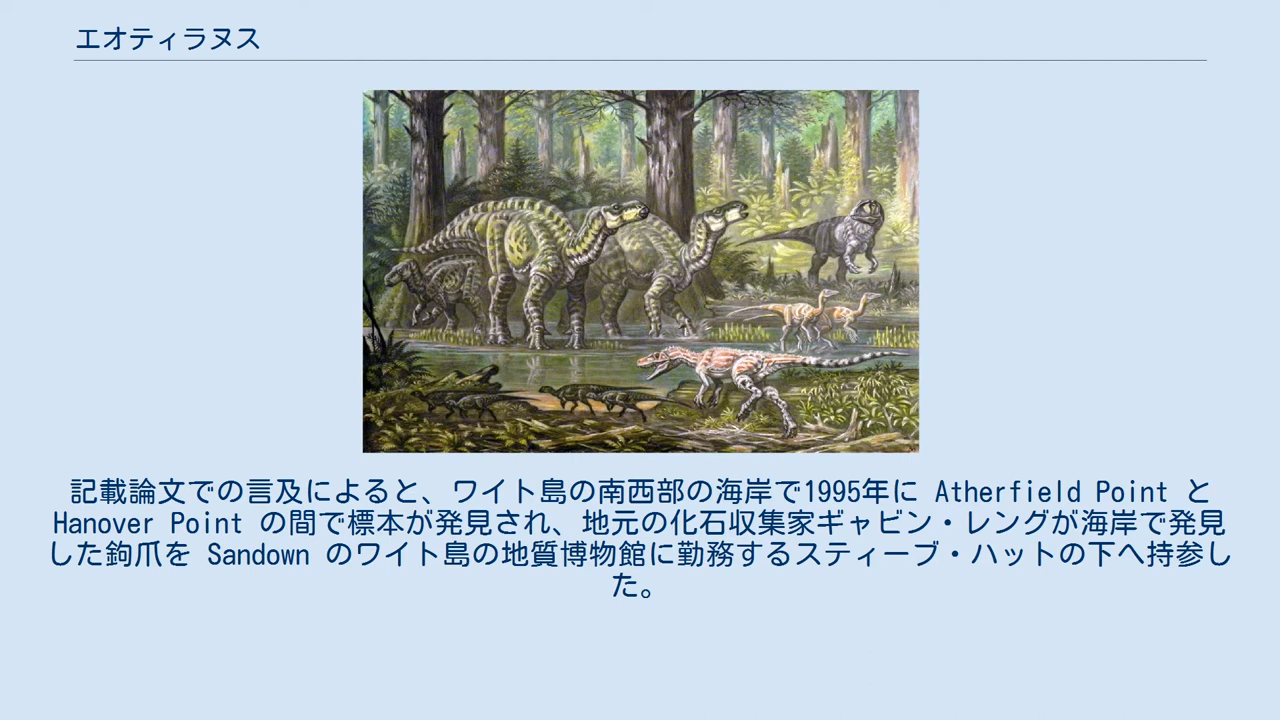 エオティラヌス
記載論文での言及によると、ワイト島の南西部の海岸で1995年に Atherfield Point と
Hanover Point の間で標本が発見され、地元の化石収集家ギャビン・レングが海岸で発見
した鉤爪を Sandown のワイト島の地質博物館に勤務するスティーブ・ハットの下へ持参し
た。